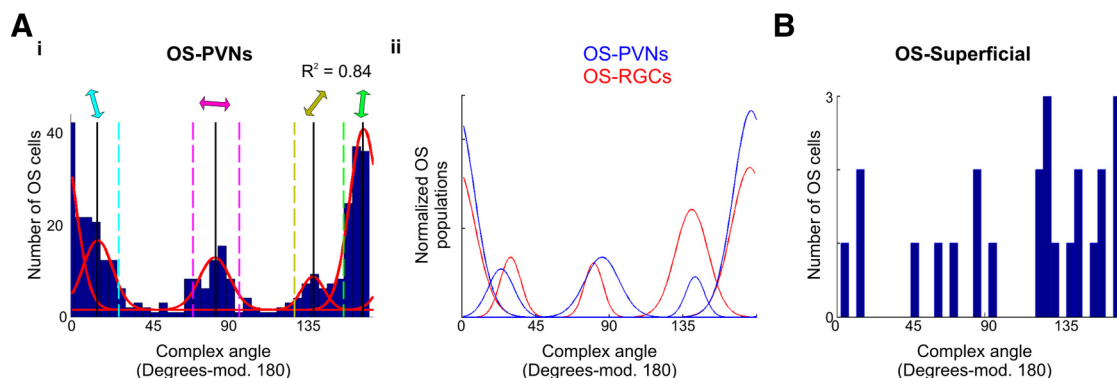 A
i
OS-PVNs
R² = 0.84
Number of OS cells
40
20
0
0
45
90
135
Complex angle
(Degrees-mod. 180)
ii
OS-PVNs
OS-RGCs
Normalized OS
populations
0
45
90
135
Complex angle
(Degrees-mod. 180)
B
OS-Superficial
Number of OS cells
3
0
0
45
90
135
Complex angle
(Degrees-mod. 180)